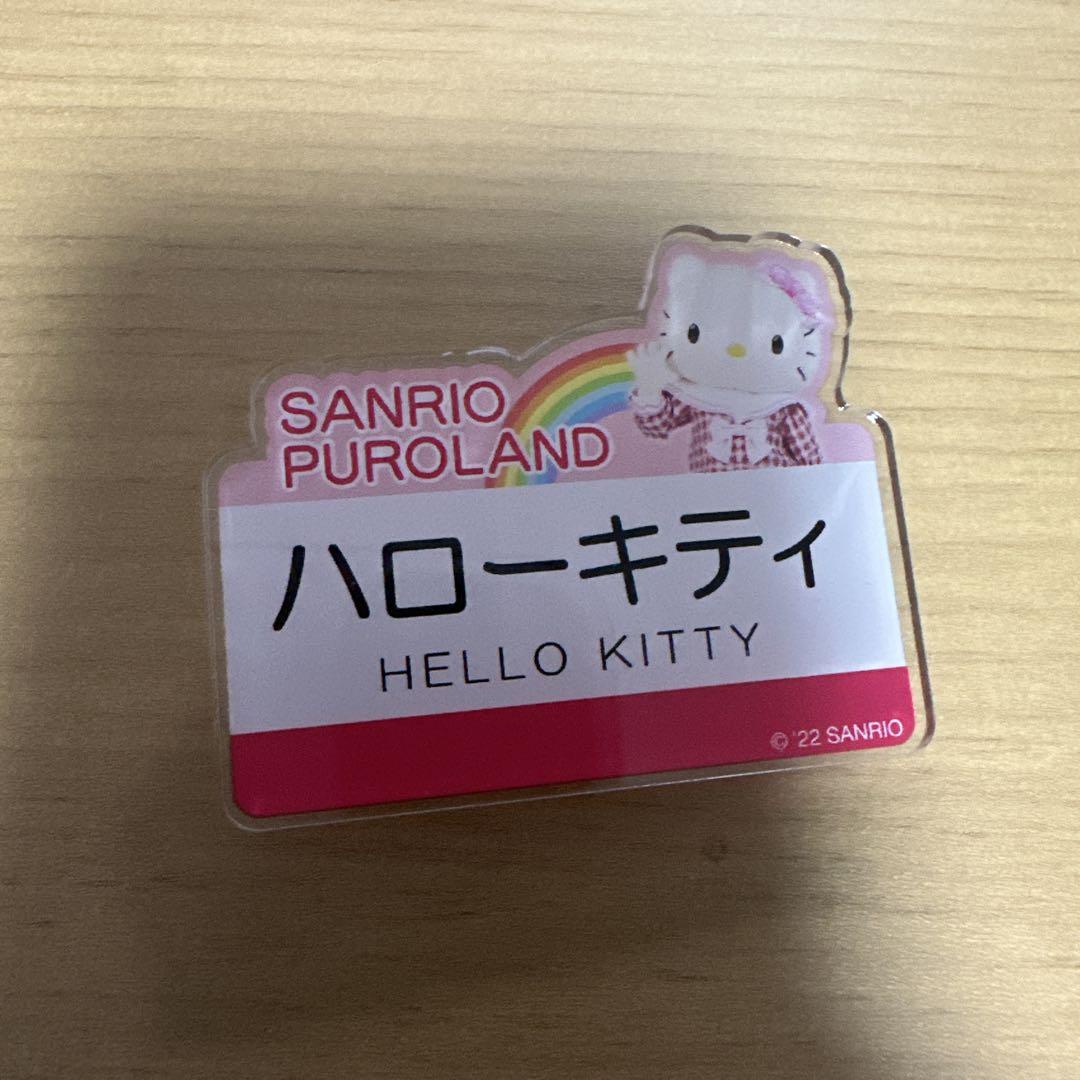 SANRIO
PUROLAND
ハローキティ
HELLO KITTY
© '22 SANRIO